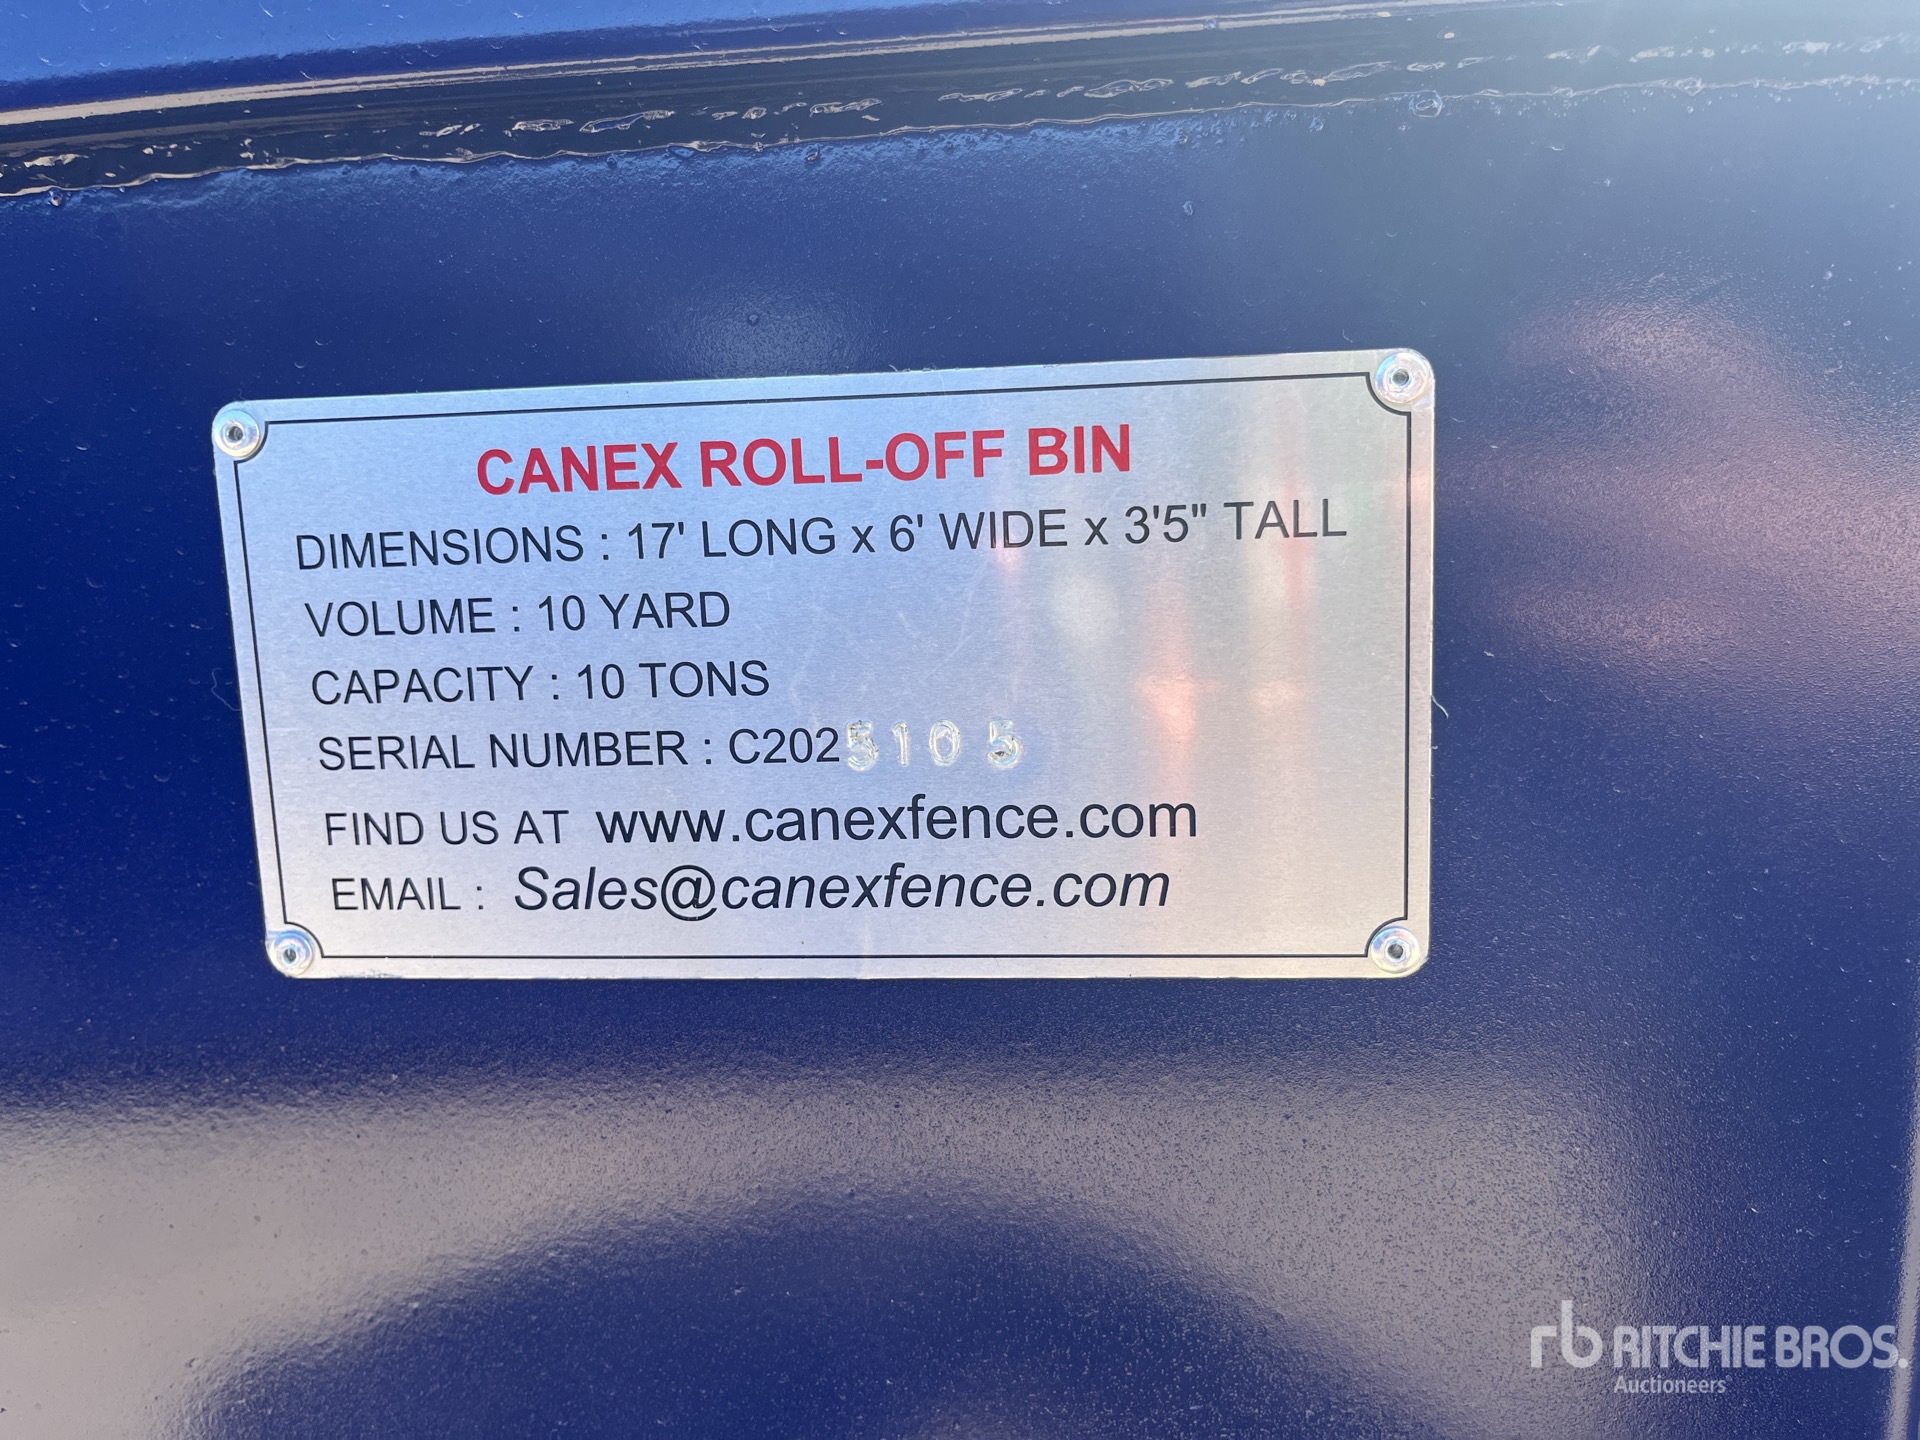 CANEX ROLL-OFF BIN
DIMENSIONS : 17' LONG x 6' WIDE x 3'5" TALL
VOLUME : 10 YARD
CAPACITY : 10 TONS
SERIAL NUMBER : C2025105
FIND US AT www.canexfence.com
EMAIL : Sales@canexfence.com
rb RITCHIE BROS.
Auctioneers